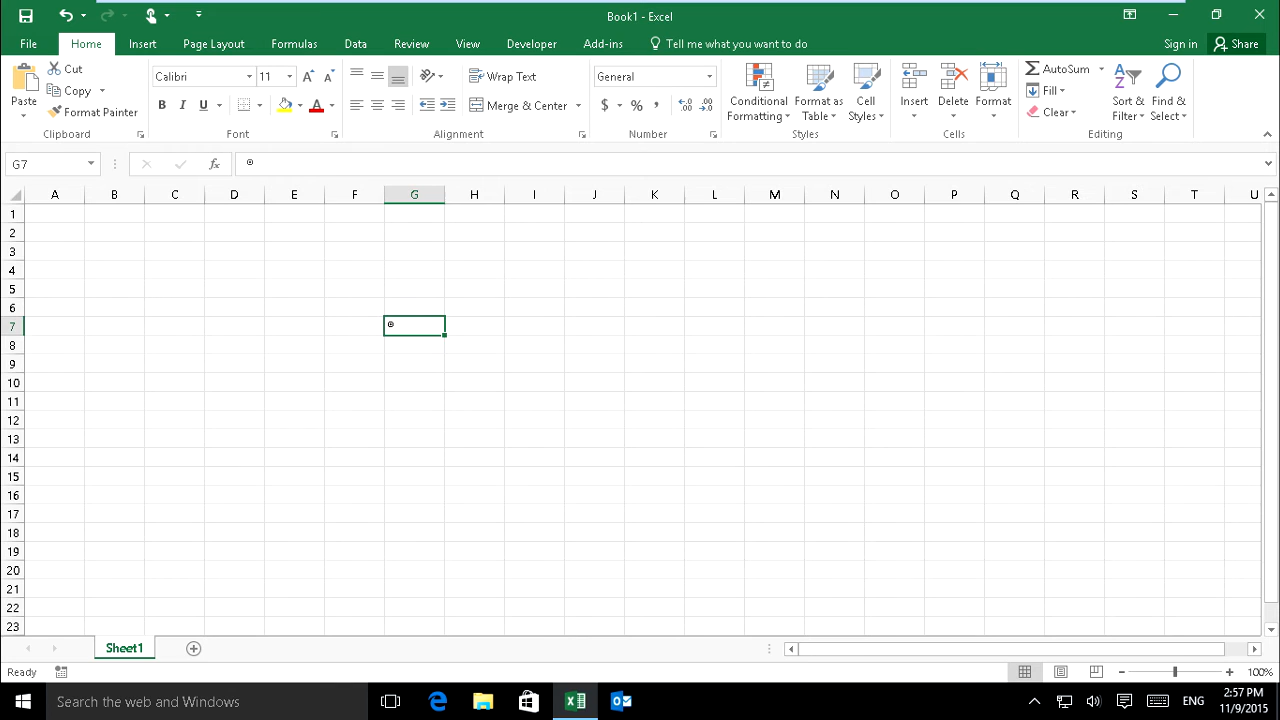 Book1 - Excel
File Home Insert Page Layout Formulas Data Review View Developer Add-ins Tell me what you want to do Sign in Share
Cut
Copy
Format Painter
Paste
Clipboard
Calibri 11
B I U A
Font
Wrap Text
Merge & Center
Alignment
General
$ % ,
Number
Conditional Formatting
Format as Table
Cell Styles
Styles
Insert Delete Format
Cells
AutoSum
Fill
Clear
Sort & Filter
Find & Select
Editing
G7 fx
A B C D E F G H I J K L M N O P Q R S T U
1
2
3
4
5
6
7
8
9
10
11
12
13
14
15
16
17
18
19
20
21
22
23
Sheet1
Ready 100%
Search the web and Windows
ENG
2:57 PM
11/9/2015